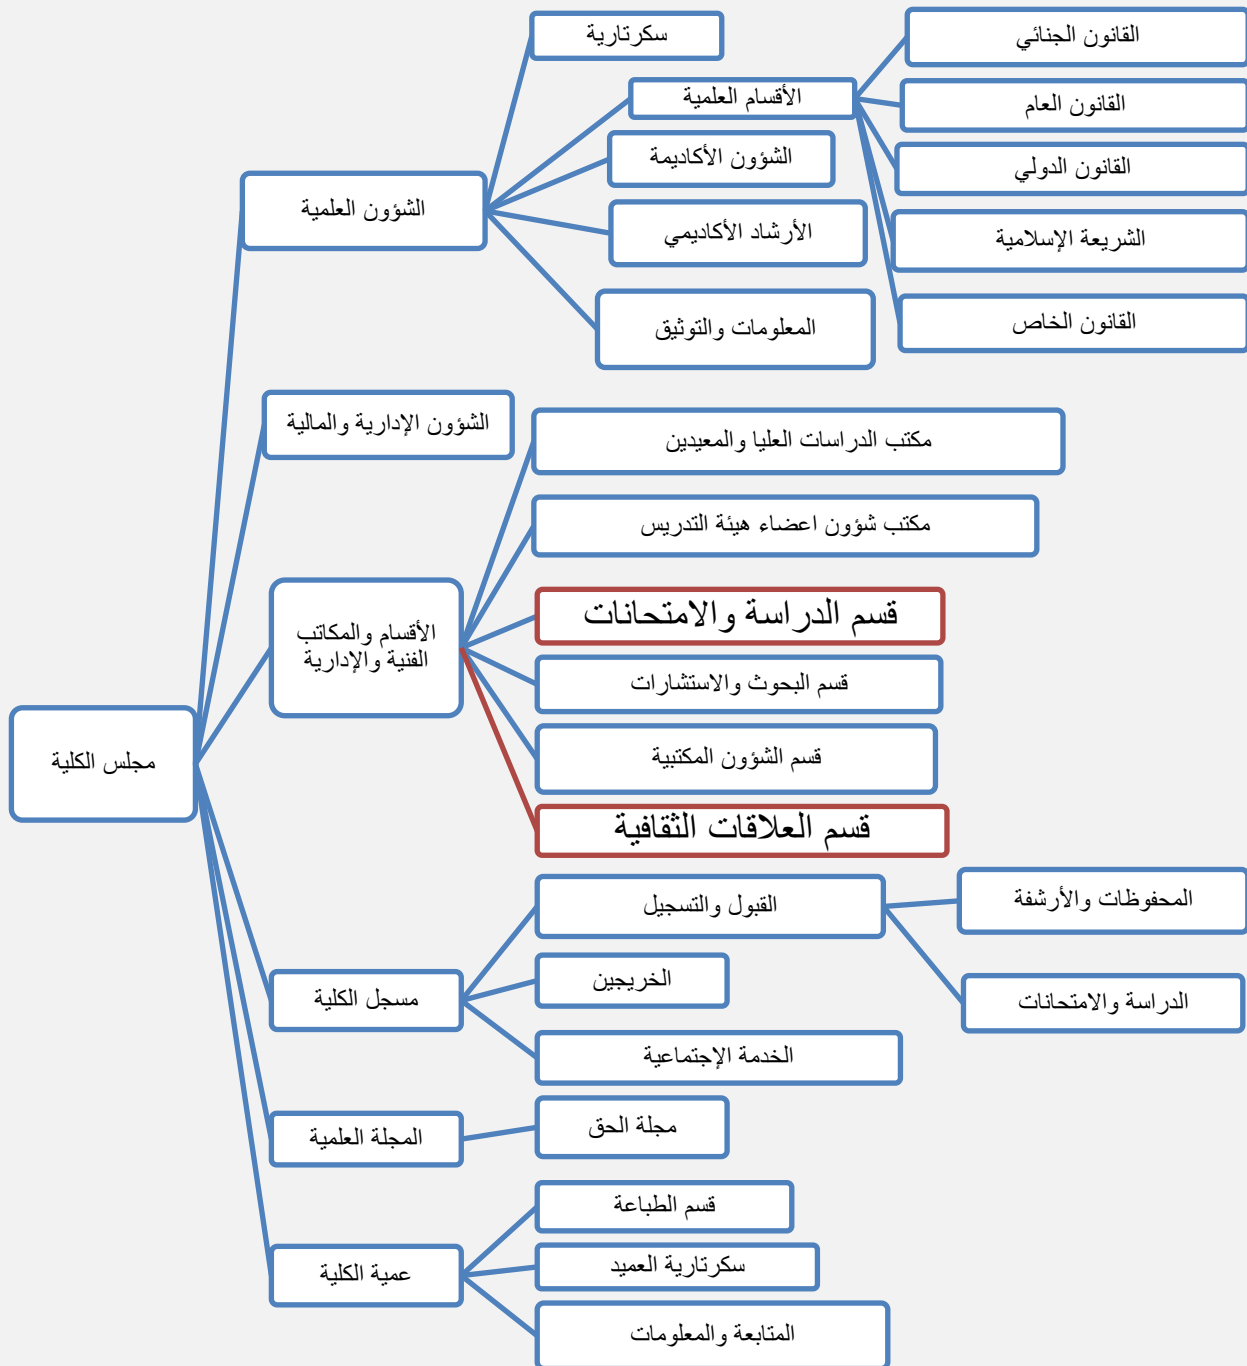 مجلس الكلية
الشؤون العلمية
سكرتارية
الأقسام العلمية
القانون الجنائي
القانون العام
القانون الدولي
الشريعة الإسلامية
القانون الخاص
الشؤون الأكاديمة
الأرشاد الأكاديمي
المعلومات والتوثيق
الشؤون الإدارية والمالية
الأقسام والمكاتب
الفنية والإدارية
مكتب الدراسات العليا والمعيدين
مكتب شؤون اعضاء هيئة التدريس
قسم الدراسة والامتحانات
قسم البحوث والاستشارات
قسم الشؤون المكتبية
قسم العلاقات الثقافية
مسجل الكلية
القبول والتسجيل
المحفوظات والأرشفة
الدراسة والامتحانات
الخريجين
الخدمة الإجتماعية
المجلة العلمية
مجلة الحق
عمية الكلية
قسم الطباعة
سكرتارية العميد
المتابعة والمعلومات